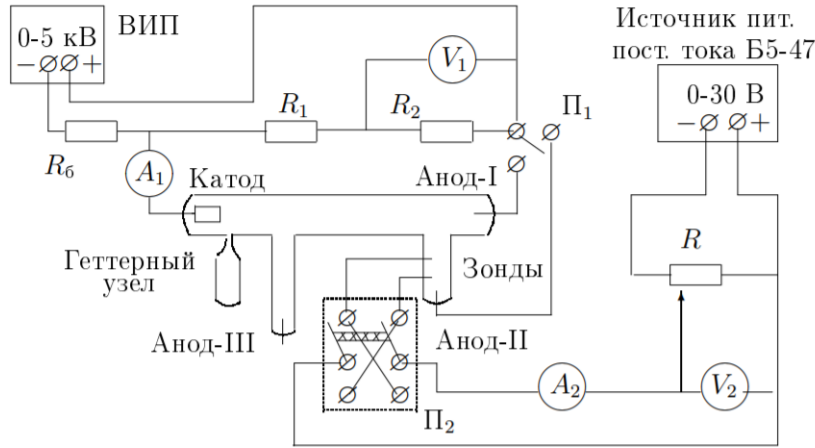 ВИП
0-5 кВ
− +
V₁
Источник пит.
пост. тока Б5-47
0-30 В
− +
R₁
R₂
П₁
Rб
A₁
Катод
Анод-I
Геттерный
узел
Зонды
R
Анод-III
Анод-II
A₂
V₂
П₂